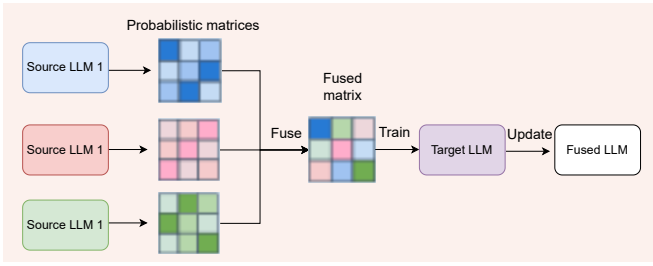 Probabilistic matrices
Source LLM 1
Source LLM 1
Source LLM 1
Fuse
Fused
matrix
Train
Target LLM
Update
Fused LLM